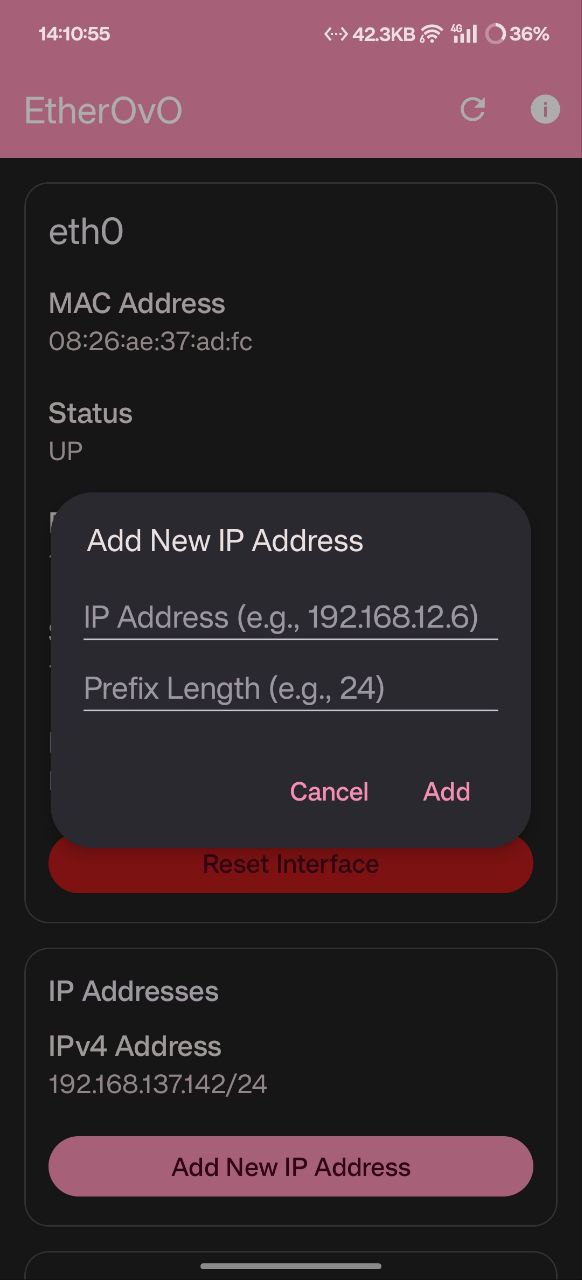 14:10:55
42.3KB 4G 36%
EtherOvO
eth0
MAC Address
08:26:ae:37:ad:fc
Status
UP
Add New IP Address
IP Address (e.g., 192.168.12.6)
Prefix Length (e.g., 24)
Cancel Add
Reset Interface
IP Addresses
IPv4 Address
192.168.137.142/24
Add New IP Address